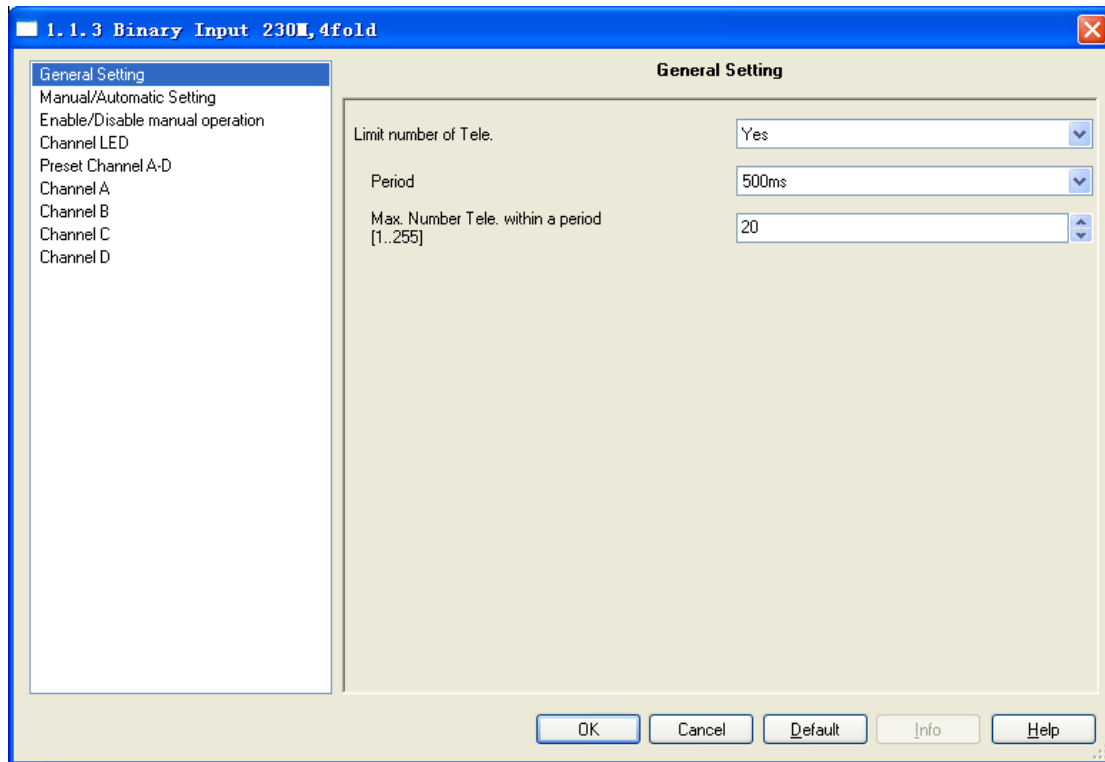 1.1.3 Binary Input 230M,4fold
General Setting
Manual/Automatic Setting
Enable/Disable manual operation
Channel LED
Preset Channel A-D
Channel A
Channel B
Channel C
Channel D
General Setting
Limit number of Tele.
Yes
Period
500ms
Max. Number Tele. within a period
[1..255]
20
OK
Cancel
Default
Info
Help